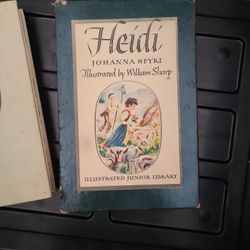 Heidi
JOHANNA SPYRI
Illustrated by William Sharp
ILLUSTRATED JUNIOR LIBRARY